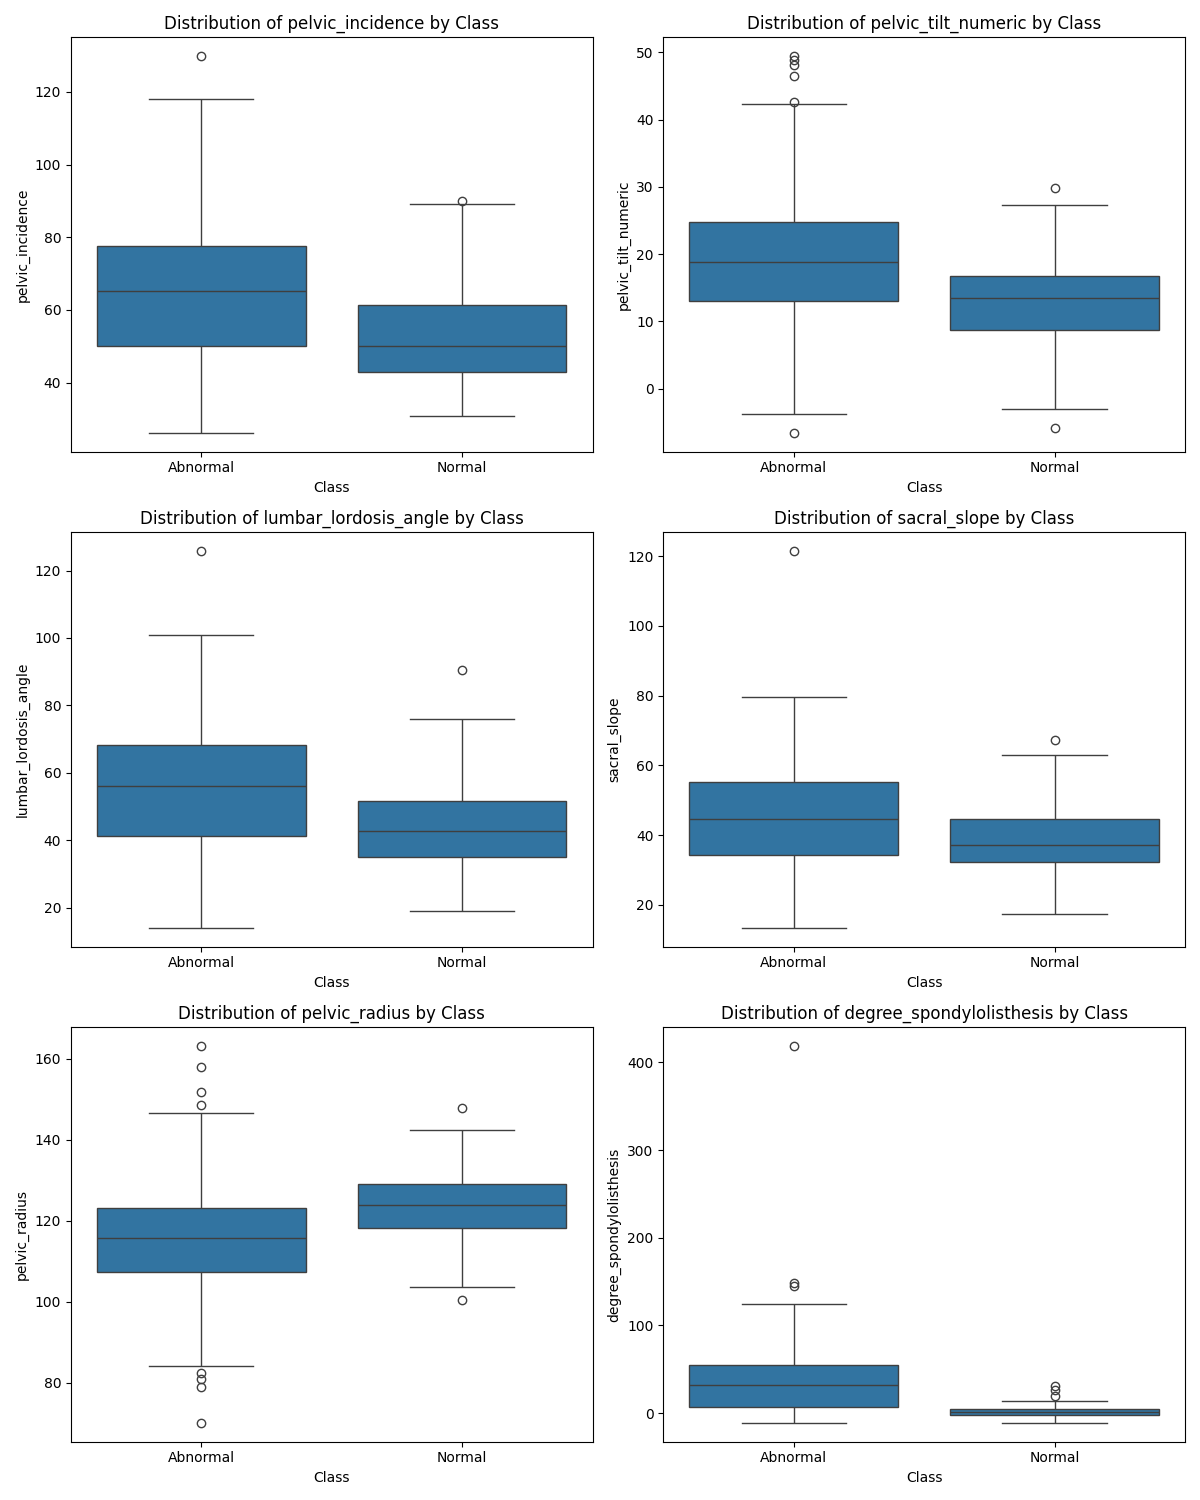 Distribution of pelvic_incidence by Class
pelvic_incidence
120
100
80
60
40
Abnormal
Normal
Class
Distribution of pelvic_tilt_numeric by Class
pelvic_tilt_numeric
50
40
30
20
10
0
Abnormal
Normal
Class
Distribution of lumbar_lordosis_angle by Class
lumbar_lordosis_angle
120
100
80
60
40
20
Abnormal
Normal
Class
Distribution of sacral_slope by Class
sacral_slope
120
100
80
60
40
20
Abnormal
Normal
Class
Distribution of pelvic_radius by Class
pelvic_radius
160
140
120
100
80
Abnormal
Normal
Class
Distribution of degree_spondylolisthesis by Class
degree_spondylolisthesis
400
300
200
100
0
Abnormal
Normal
Class